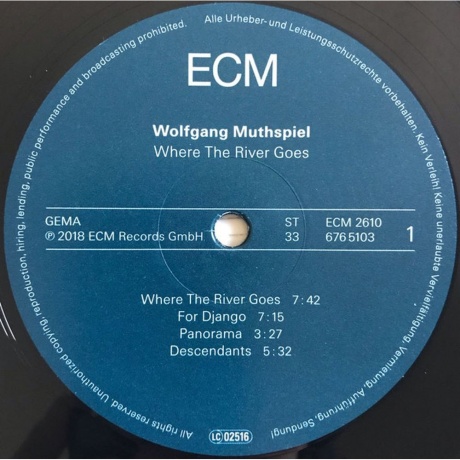 Alle Urheber- und Leistungsschutzrechte vorbehalten. Kein Verleih! Keine unerlaubte Vervielfältigung, Vermietung, Aufführung, Sendung!
ECM
Wolfgang Muthspiel
Where The River Goes
GEMA ST ECM 2610
℗ 2018 ECM Records GmbH 33 676 5103 1
Where The River Goes 7:42
For Django 7:15
Panorama 3:27
Descendants 5:32
LC 02516
All rights reserved. Unauthorized copying, reproduction, hiring, lending, public performance and broadcasting prohibited.